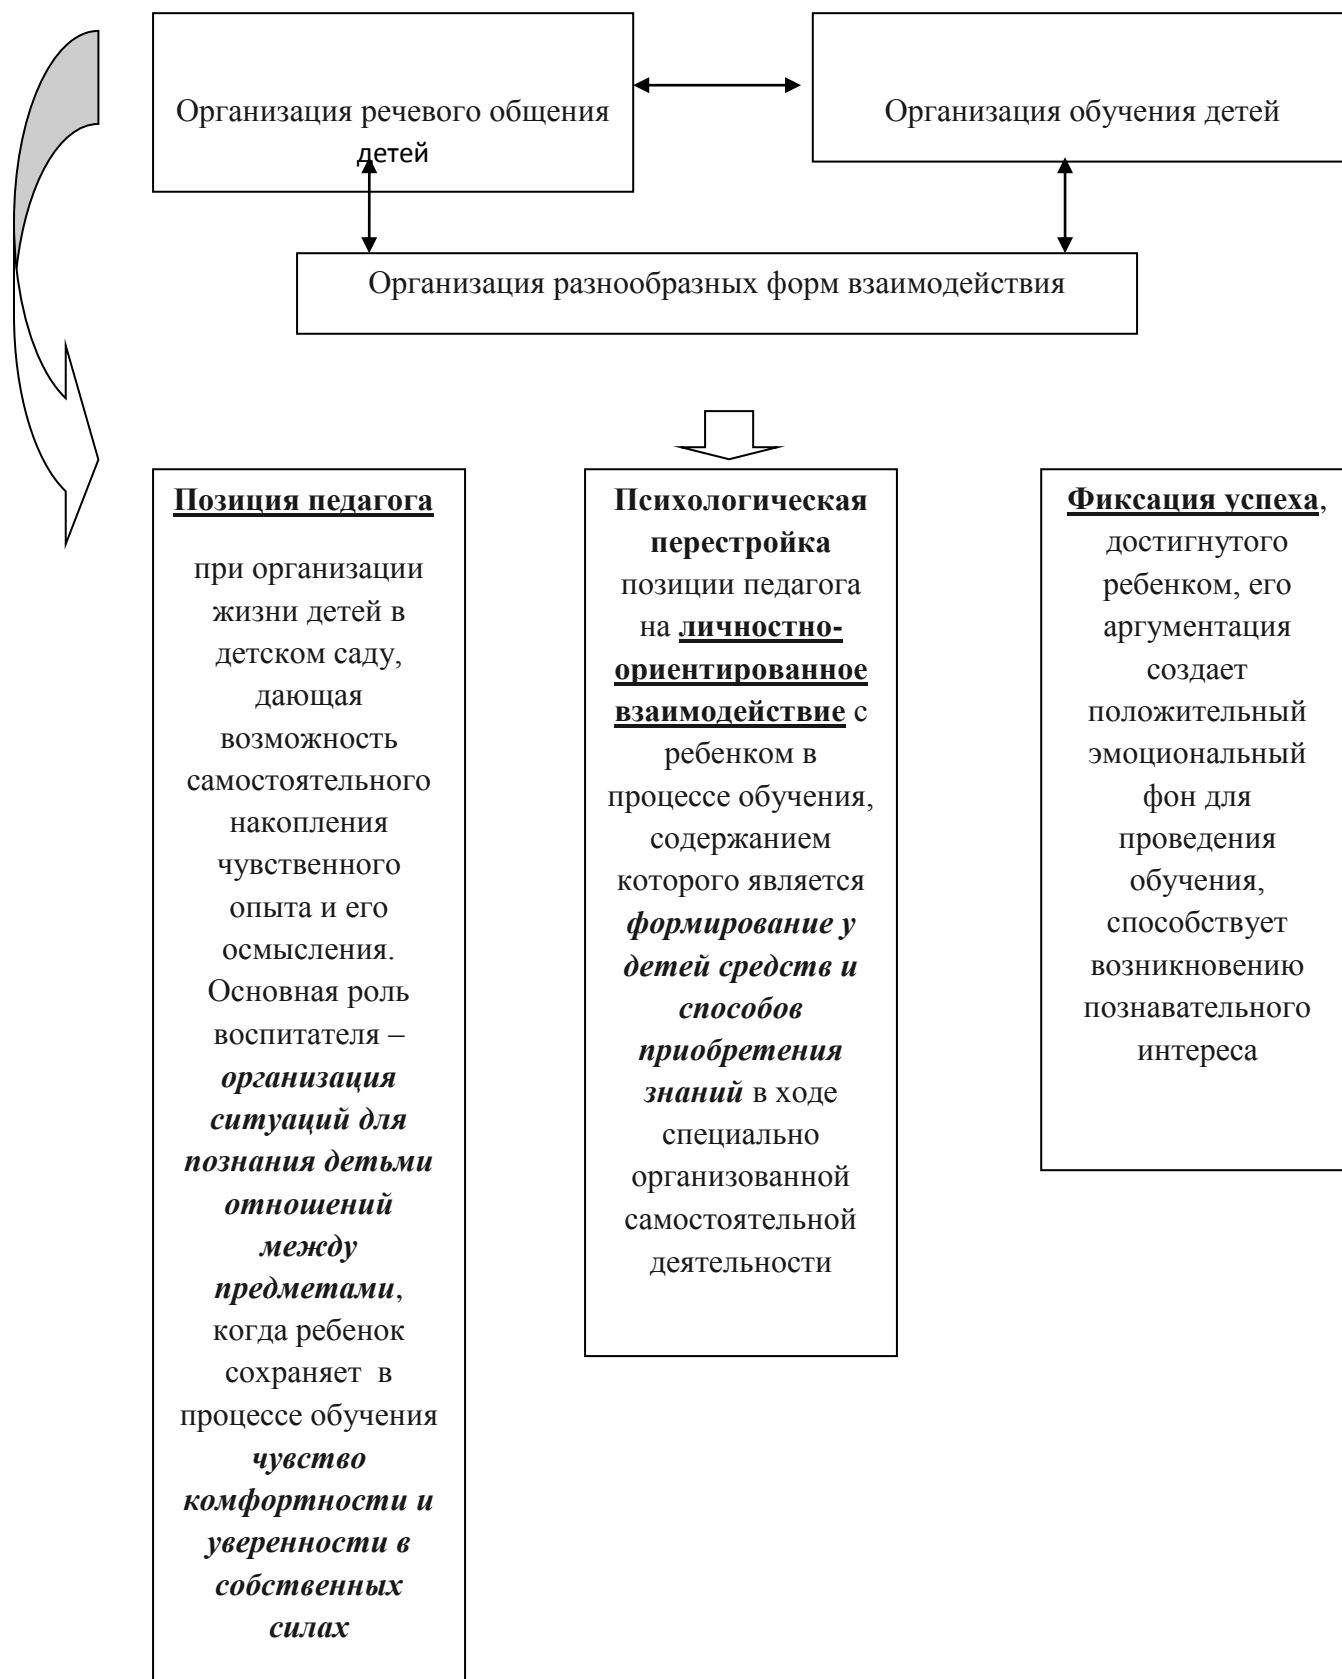 Организация речевого общения
детей
Организация обучения детей
Организация разнообразных форм взаимодействия
Позиция педагога
при организации
жизни детей в
детском саду,
дающая
возможность
самостоятельного
накопления
чувственного
опыта и его
осмысления.
Основная роль
воспитателя –
организация
ситуаций для
познания детьми
отношений
между
предметами,
когда ребенок
сохраняет в
процессе обучения
чувство
комфортности и
уверенности в
собственных
силах
Психологическая
перестройка
позиции педагога
на личностно-
ориентированное
взаимодействие с
ребенком в
процессе обучения,
содержанием
которого является
формирование у
детей средств и
способов
приобретения
знаний в ходе
специально
организованной
самостоятельной
деятельности
Фиксация успеха,
достигнутого
ребенком, его
аргументация
создает
положительный
эмоциональный
фон для
проведения
обучения,
способствует
возникновению
познавательного
интереса